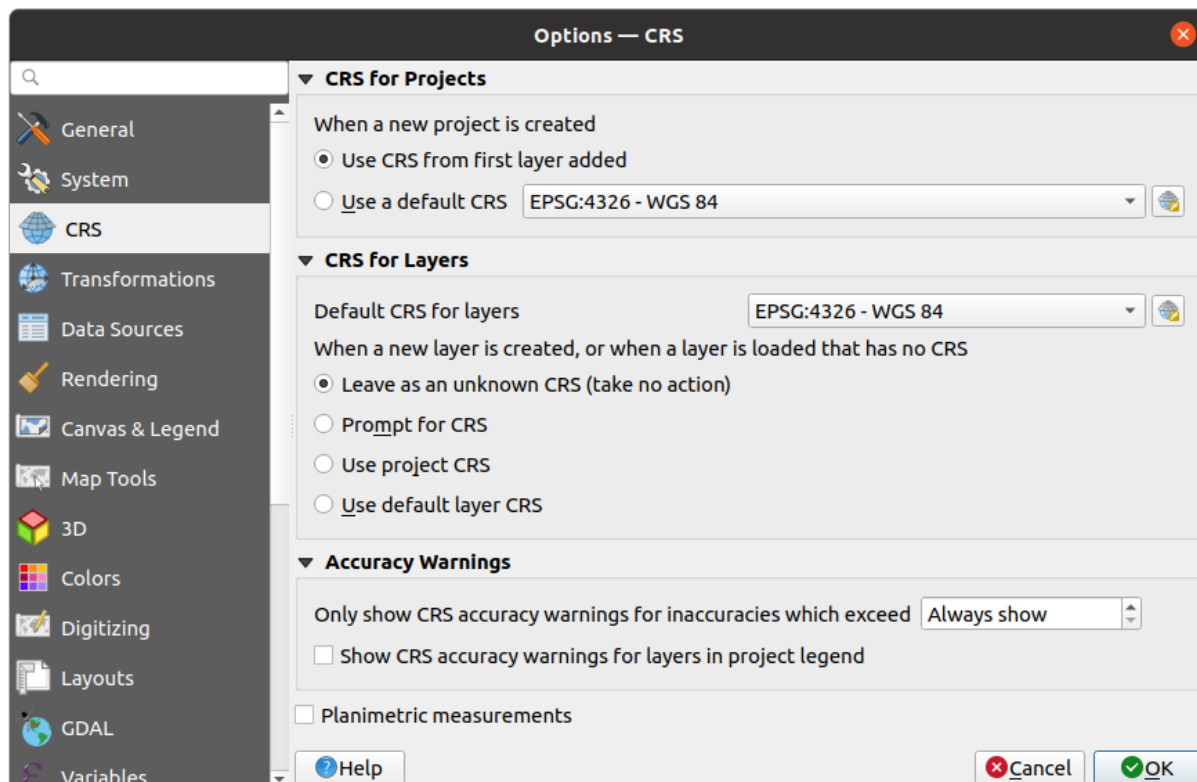 Options — CRS
General
System
CRS
Transformations
Data Sources
Rendering
Canvas & Legend
Map Tools
3D
Colors
Digitizing
Layouts
GDAL
Variables
CRS for Projects
When a new project is created
Use CRS from first layer added
Use a default CRS EPSG:4326 - WGS 84
CRS for Layers
Default CRS for layers EPSG:4326 - WGS 84
When a new layer is created, or when a layer is loaded that has no CRS
Leave as an unknown CRS (take no action)
Prompt for CRS
Use project CRS
Use default layer CRS
Accuracy Warnings
Only show CRS accuracy warnings for inaccuracies which exceed Always show
Show CRS accuracy warnings for layers in project legend
Planimetric measurements
Help Cancel OK